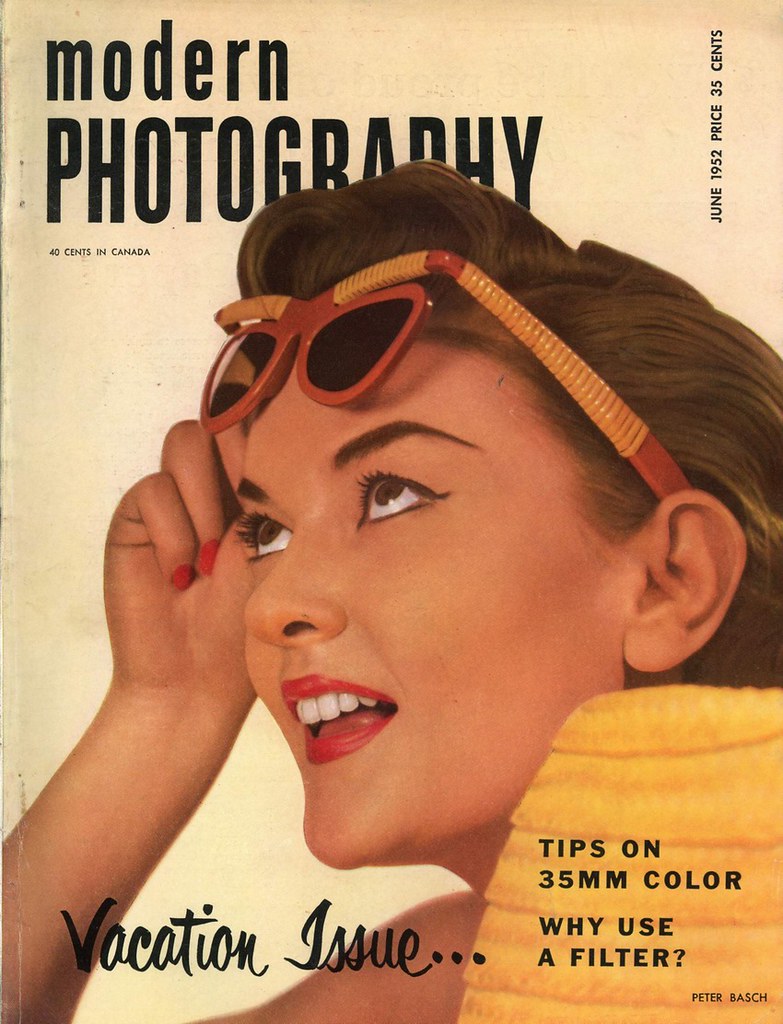 modern
PHOTOGRAPHY
JUNE 1952 PRICE 35 CENTS
40 CENTS IN CANADA
TIPS ON
35MM COLOR
WHY USE
A FILTER?
Vacation Issue...
PETER BASCH